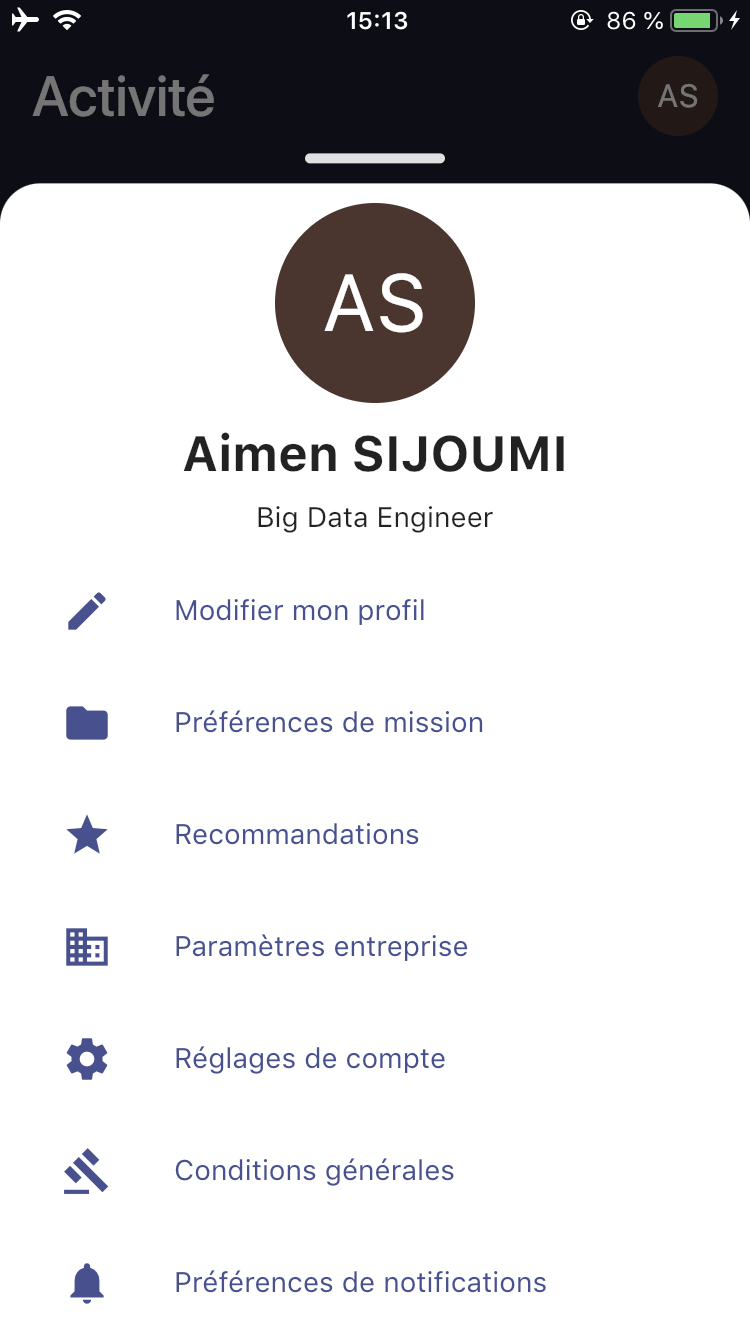 15:13
86 %
Activité
AS
AS
Aimen SIJOUMI
Big Data Engineer
Modifier mon profil
Préférences de mission
Recommandations
Paramètres entreprise
Réglages de compte
Conditions générales
Préférences de notifications